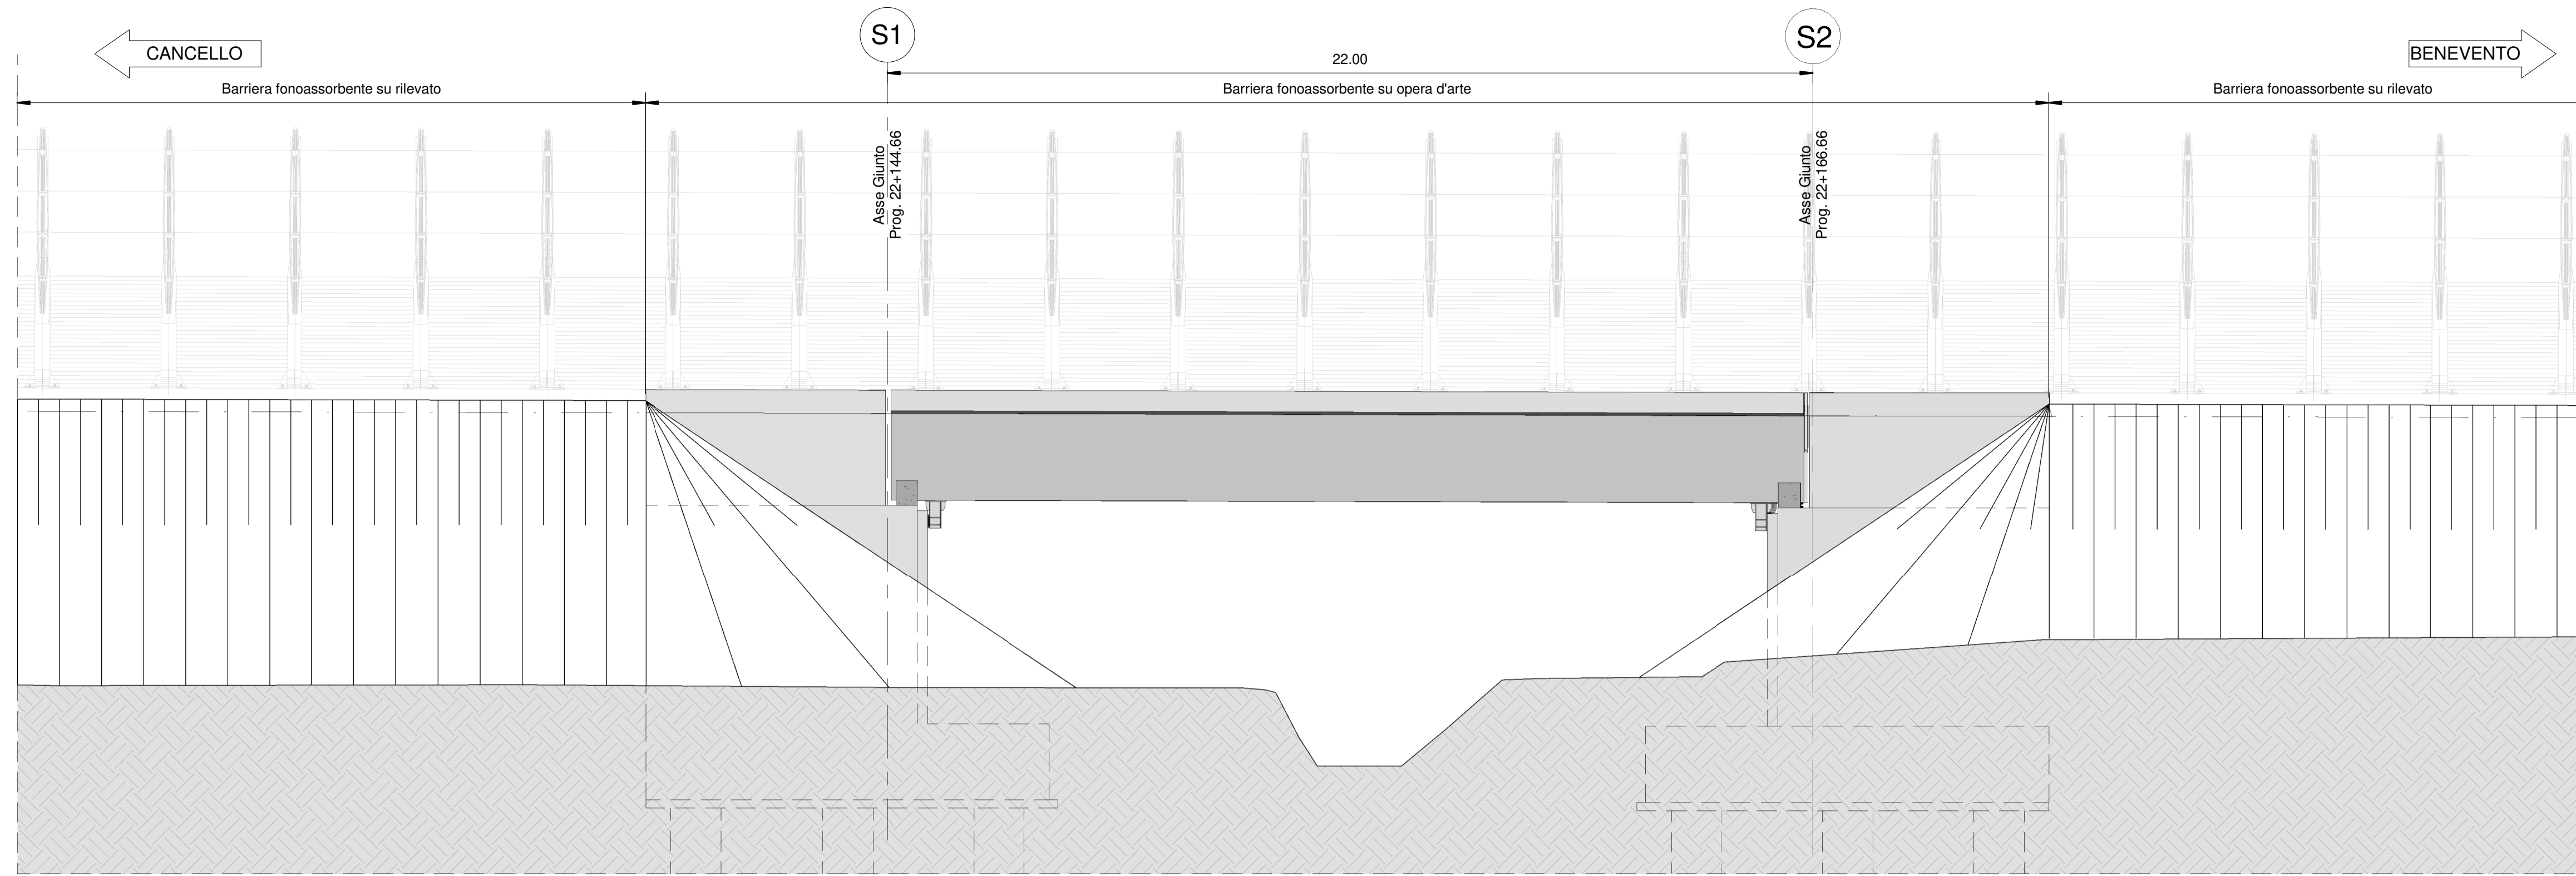 S1
S2
CANCELLO
22.00
BENEVENTO
Barriera fonoassorbente su rilevato
Barriera fonoassorbente su opera d'arte
Barriera fonoassorbente su rilevato
Asse Giunto
Prog. 22+144.66
Asse Giunto
Prog. 22+166.66